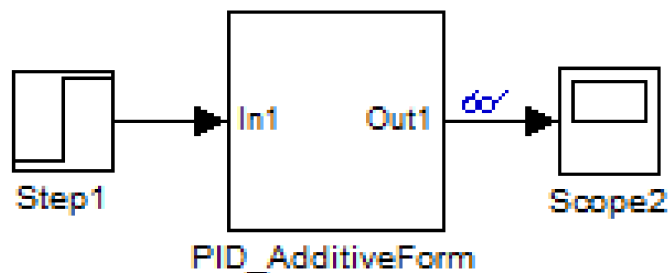 In1
Out1
Step1
Scope2
PID_AdditiveForm